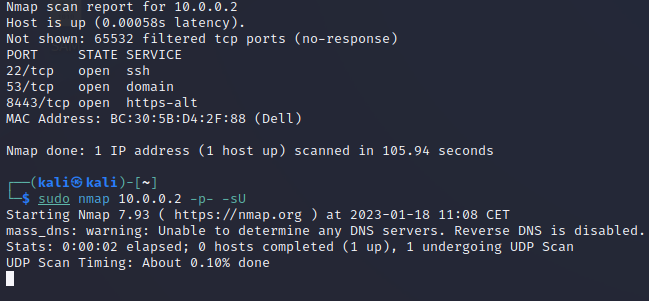 Nmap scan report for 10.0.0.2
Host is up (0.00058s latency).
Not shown: 65532 filtered tcp ports (no-response)
PORT     STATE SERVICE
22/tcp   open  ssh
53/tcp   open  domain
8443/tcp open  https-alt
MAC Address: BC:30:5B:D4:2F:88 (Dell)
Nmap done: 1 IP address (1 host up) scanned in 105.94 seconds
┌──(kali㉿kali)-[~]
└─$ sudo nmap 10.0.0.2 -p- -sU
Starting Nmap 7.93 ( https://nmap.org ) at 2023-01-18 11:08 CET
mass_dns: warning: Unable to determine any DNS servers. Reverse DNS is disabled.
Stats: 0:00:02 elapsed; 0 hosts completed (1 up), 1 undergoing UDP Scan
UDP Scan Timing: About 0.10% done